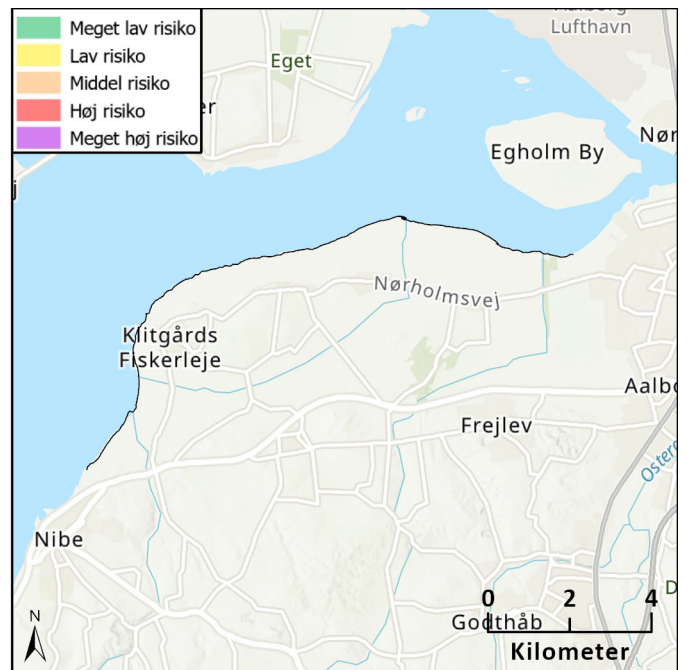 Meget lav risiko
Lav risiko
Middel risiko
Høj risiko
Meget høj risiko
Lufthavn
Eget
Egholm By
Nørholmsvej
Klitgårds
Fiskerleje
Frejlev
Nibe
Godthåb
N
0 2 4
Kilometer